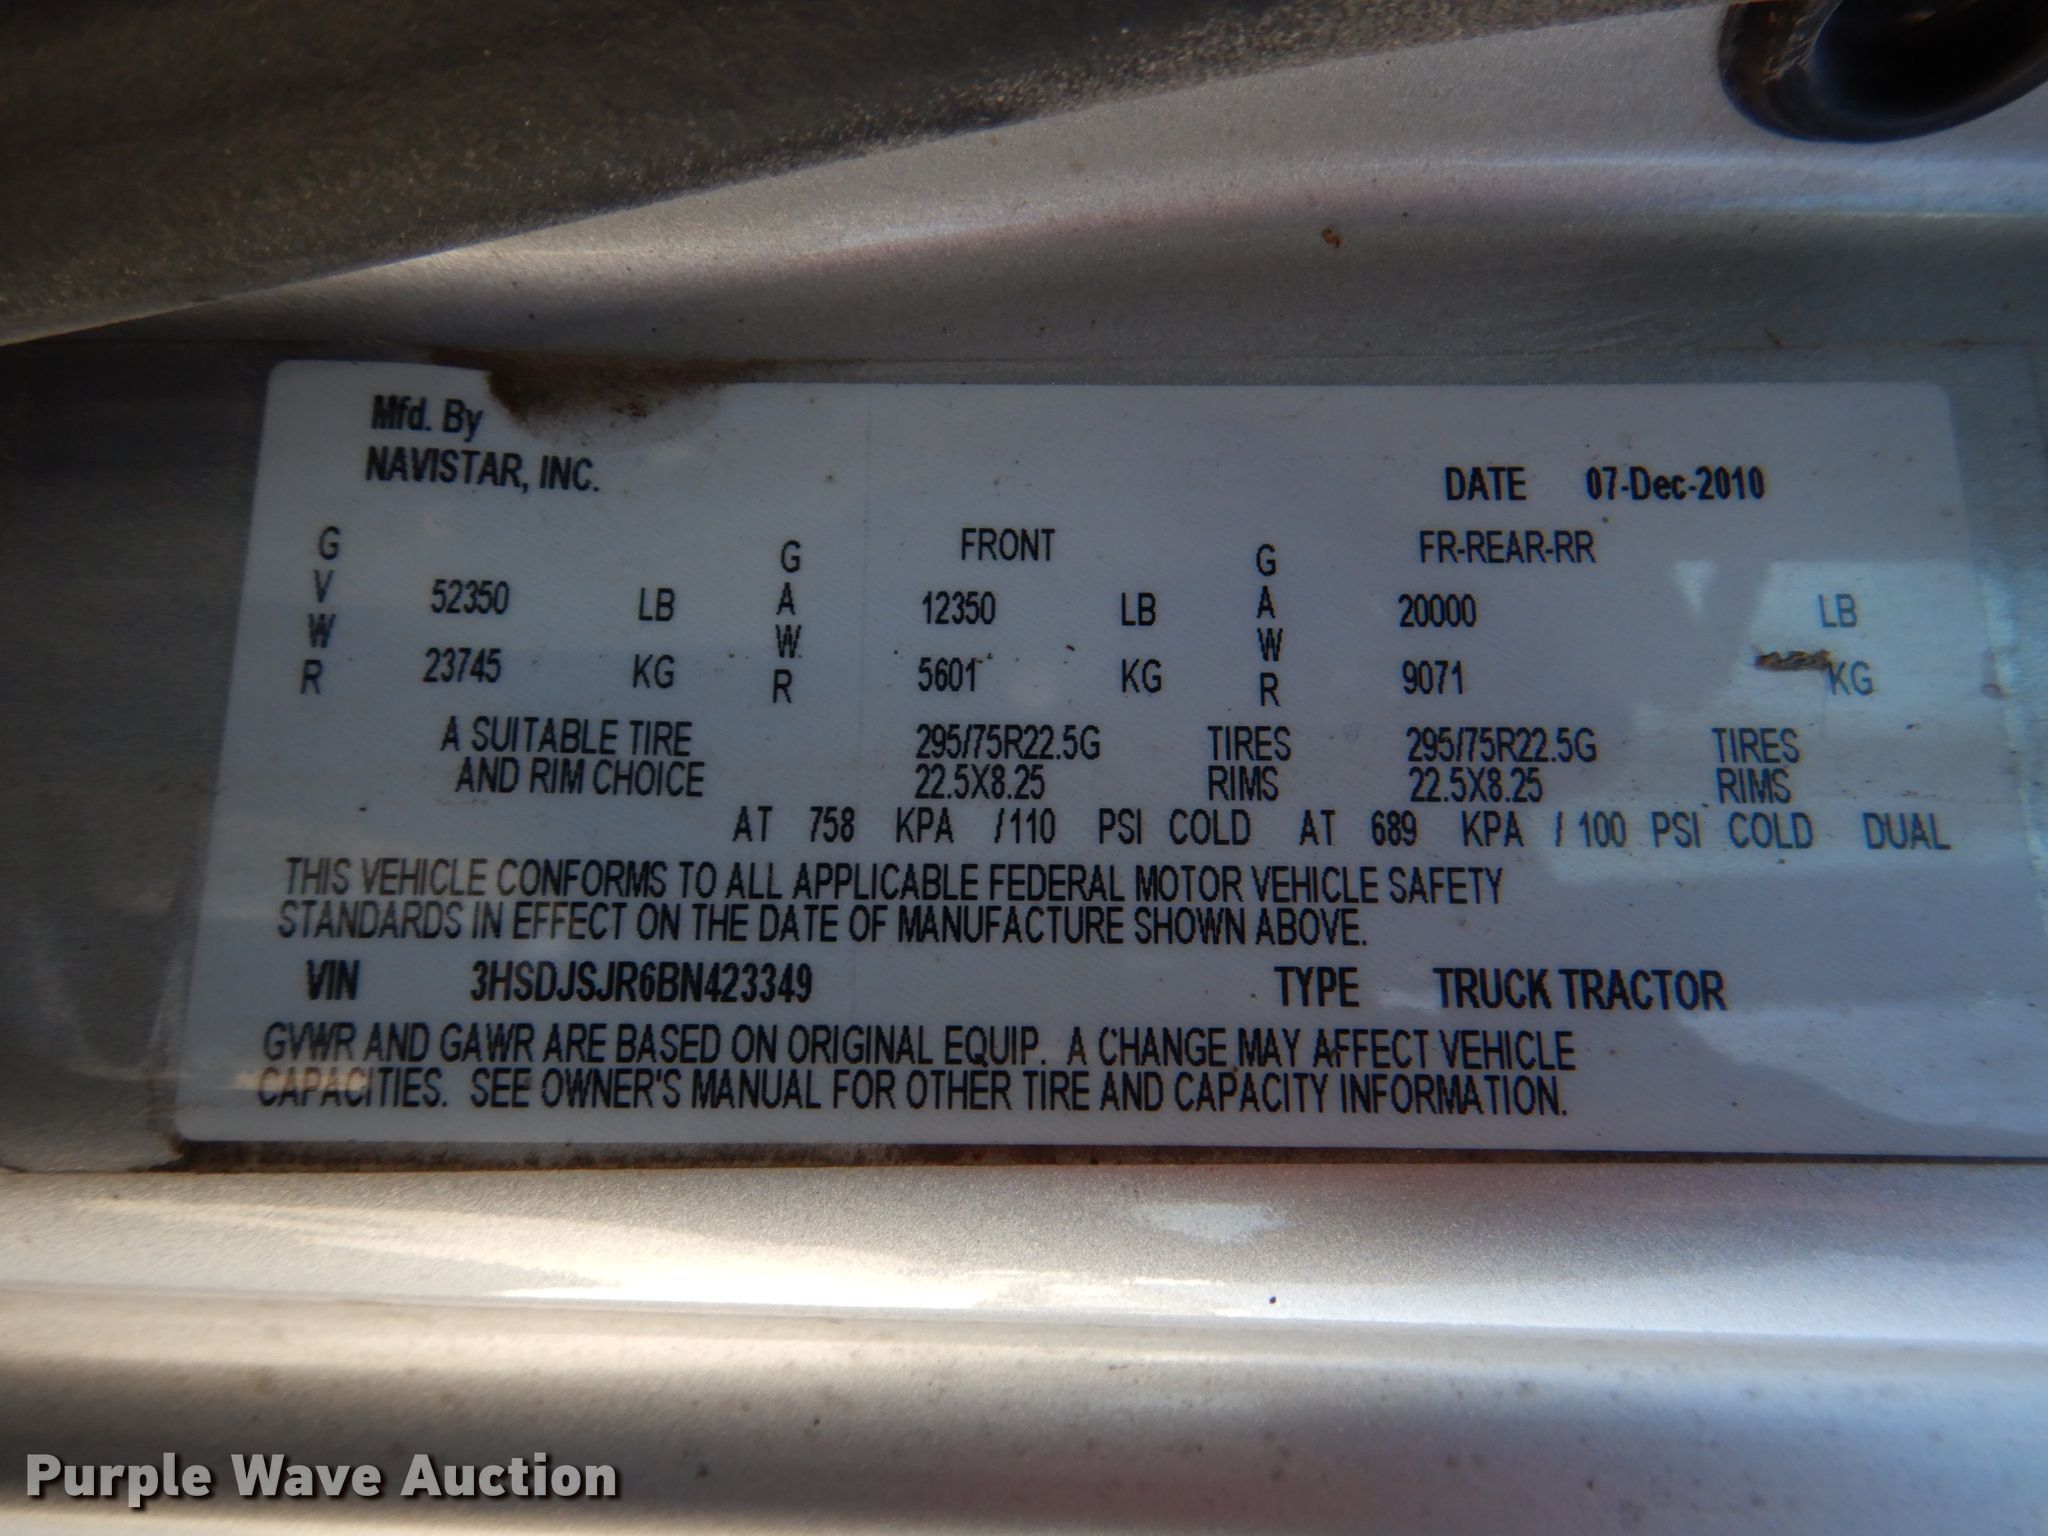 Mfd. By
NAVISTAR, INC.
DATE 07-Dec-2010
GVWR 52350 LB GAWR FRONT 12350 LB GAWR FR-REAR-RR 20000 LB
23745 KG 5601 KG 9071 KG
A SUITABLE TIRE 295/75R22.5G TIRES 295/75R22.5G TIRES
AND RIM CHOICE 22.5X8.25 RIMS 22.5X8.25 RIMS
AT 758 KPA /110 PSI COLD AT 689 KPA / 100 PSI COLD DUAL
THIS VEHICLE CONFORMS TO ALL APPLICABLE FEDERAL MOTOR VEHICLE SAFETY
STANDARDS IN EFFECT ON THE DATE OF MANUFACTURE SHOWN ABOVE.
VIN 3HSDJSJR6BN423349 TYPE TRUCK TRACTOR
GVWR AND GAWR ARE BASED ON ORIGINAL EQUIP. A CHANGE MAY AFFECT VEHICLE
CAPACITIES. SEE OWNER'S MANUAL FOR OTHER TIRE AND CAPACITY INFORMATION.
Purple Wave Auction